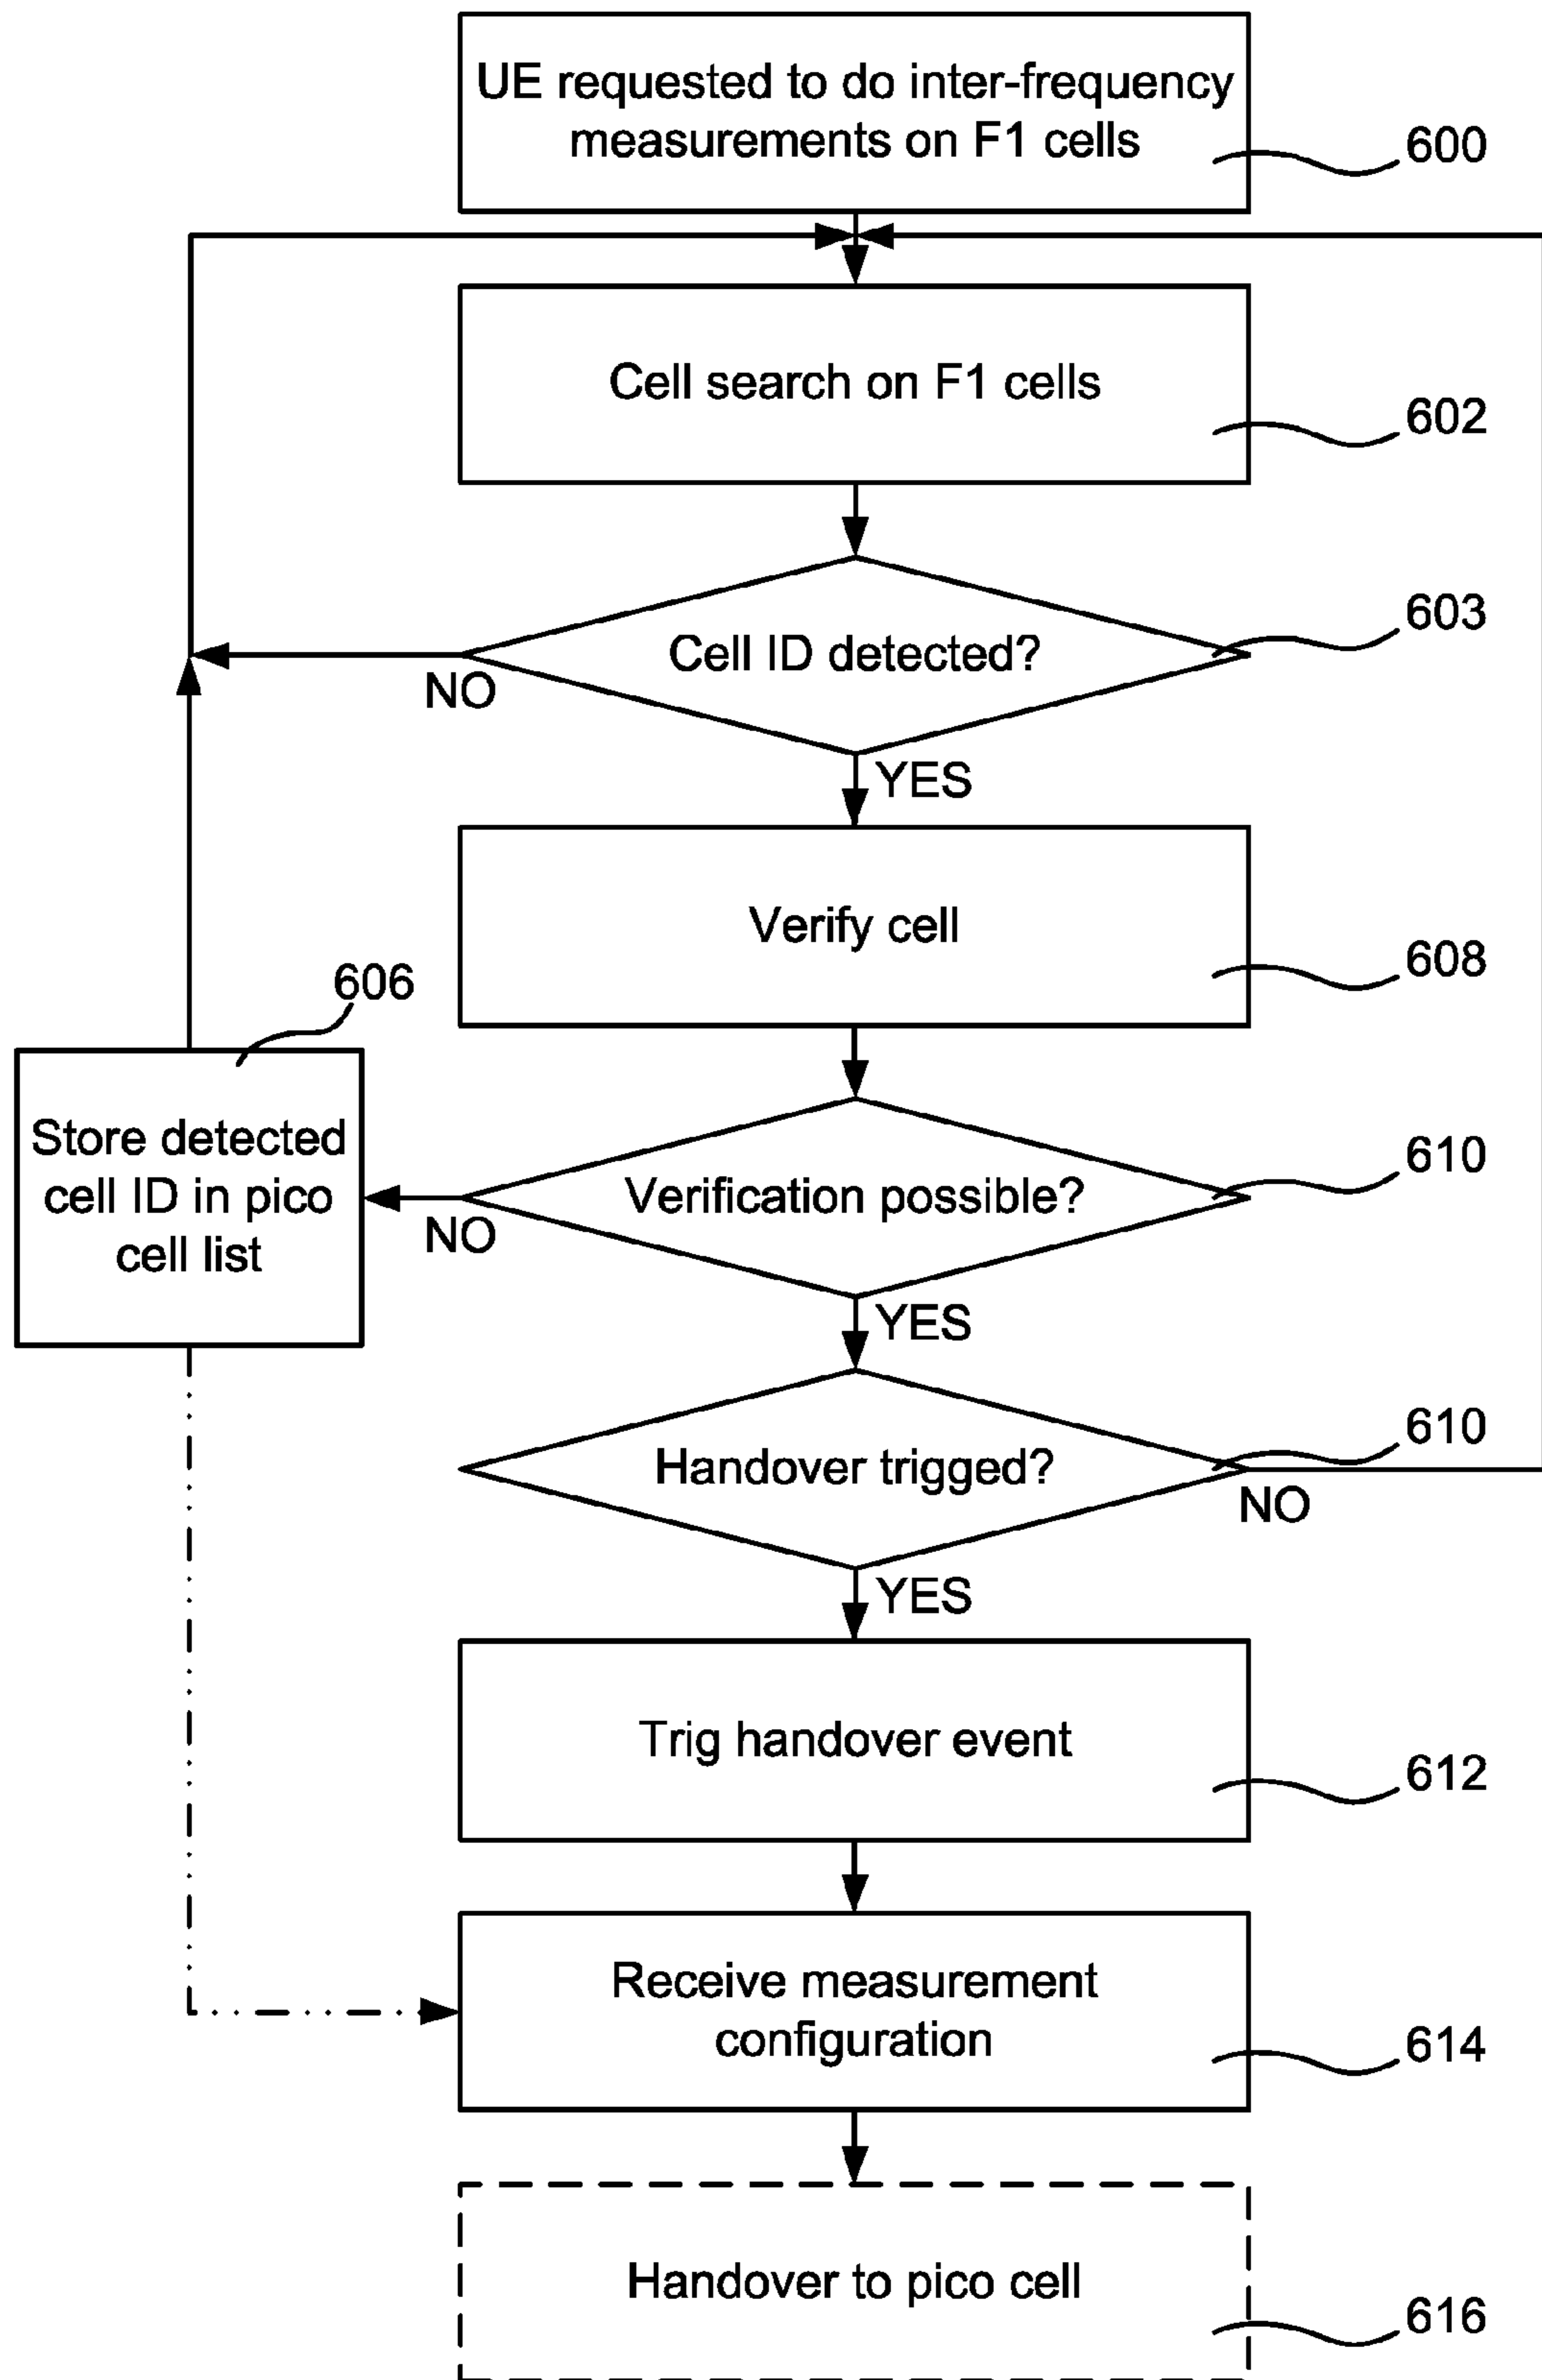 UE requested to do inter-frequency
measurements on F1 cells
600
Cell search on F1 cells
602
603
Cell ID detected?
NO
YES
Verify cell
608
606
Store detected
cell ID in pico
cell list
610
Verification possible?
NO
YES
610
Handover trigged?
NO
YES
Trig handover event
612
Receive measurement
configuration
614
Handover to pico cell
616